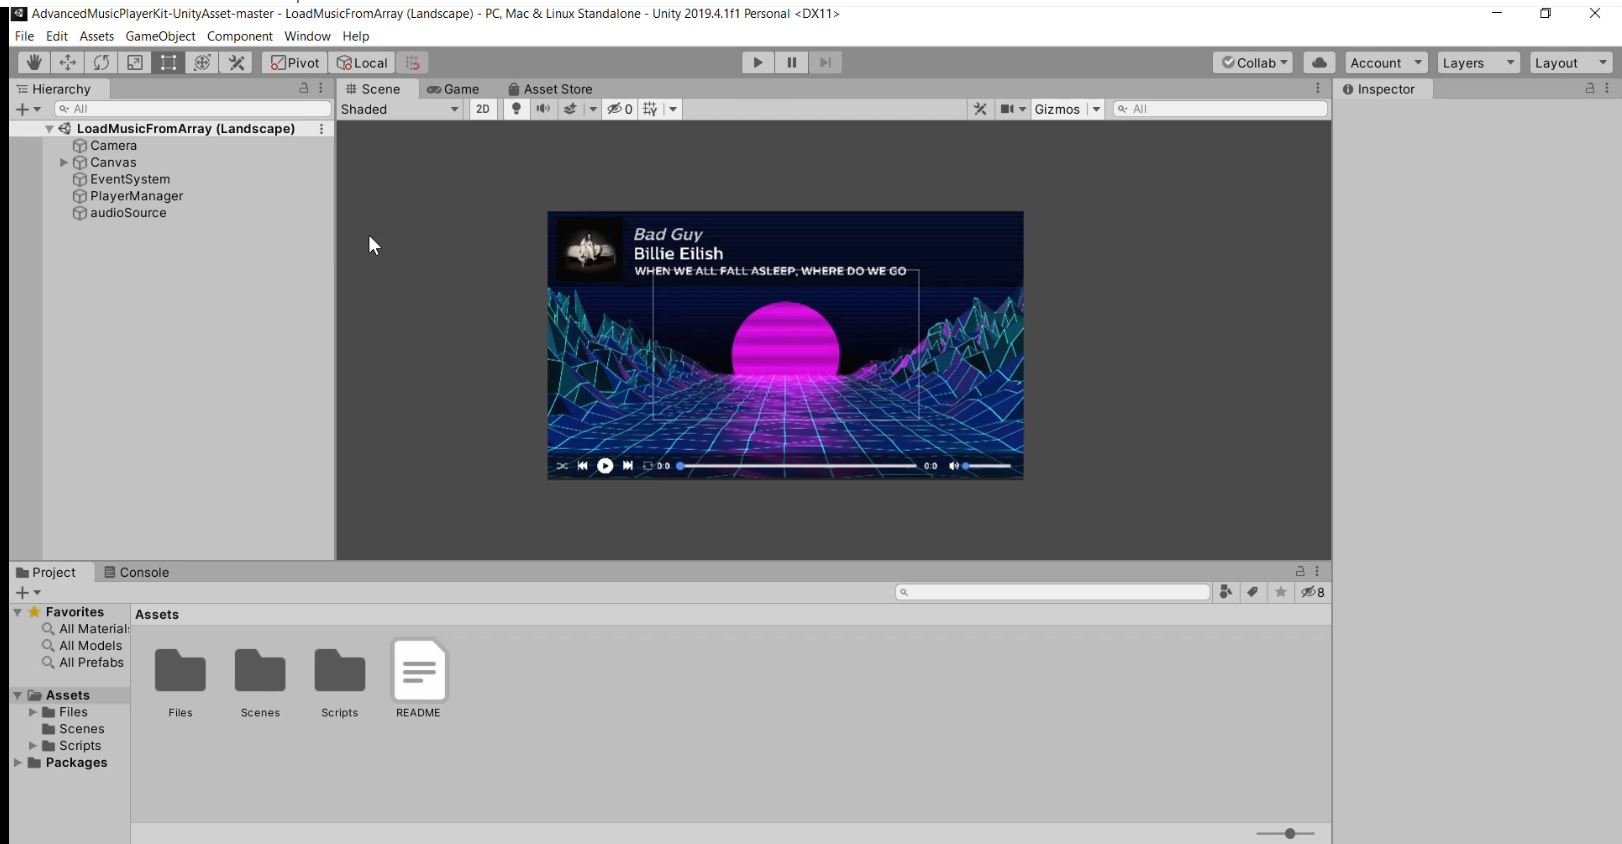 AdvancedMusicPlayerKit-UnityAsset-master - LoadMusicFromArray (Landscape) - PC, Mac & Linux Standalone - Unity 2019.4.1f1 Personal <DX11>
File Edit Assets GameObject Component Window Help
Pivot Local Collab Account Layers Layout
Hierarchy
Scene Game Asset Store
Inspector
All
Shaded 2D 0 Gizmos All
LoadMusicFromArray (Landscape)
Camera
Canvas
EventSystem
PlayerManager
audioSource
Bad Guy
Billie Eilish
WHEN WE ALL FALL ASLEEP, WHERE DO WE GO
0:0 0:0
Project Console
8
Favorites
All Material
All Models
All Prefabs
Assets
Files
Scenes
Scripts
Packages
Assets
Files Scenes Scripts README